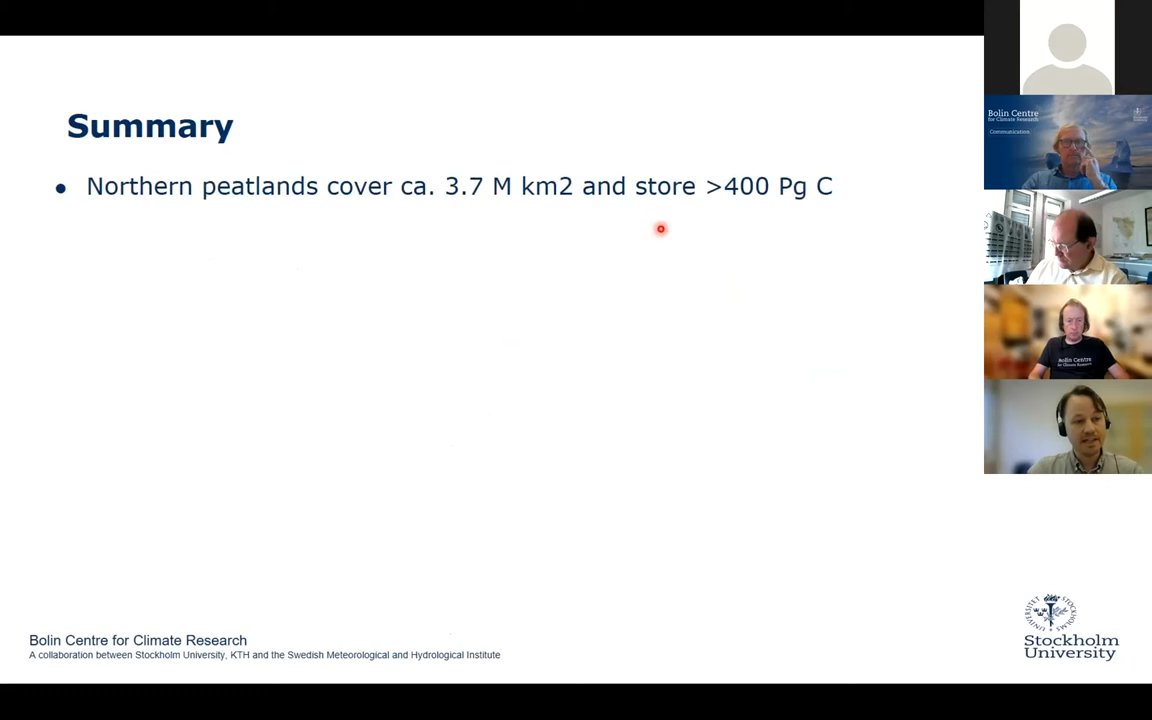 Summary
• Northern peatlands cover ca. 3.7 M km2 and store >400 Pg C
Bolin Centre for Climate Research
A collaboration between Stockholm University, KTH and the Swedish Meteorological and Hydrological Institute
Stockholm
University
Bolin Centre
for Climate Research
Communication
Bolin Centre
for Climate Research